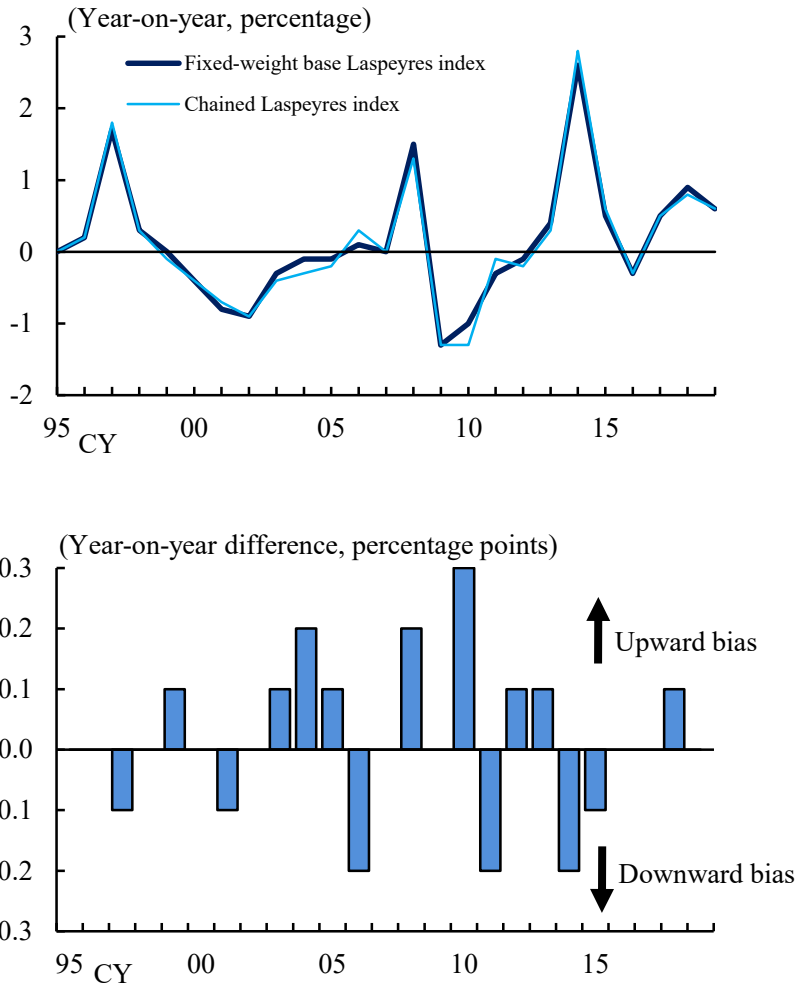 (Year-on-year, percentage)
3
Fixed-weight base Laspeyres index
2
Chained Laspeyres index
1
0
-1
-2
95 CY 00 05 10 15
(Year-on-year difference, percentage points)
0.3
0.2
Upward bias
0.1
0.0
0.1
0.2
Downward bias
0.3
95 CY 00 05 10 15